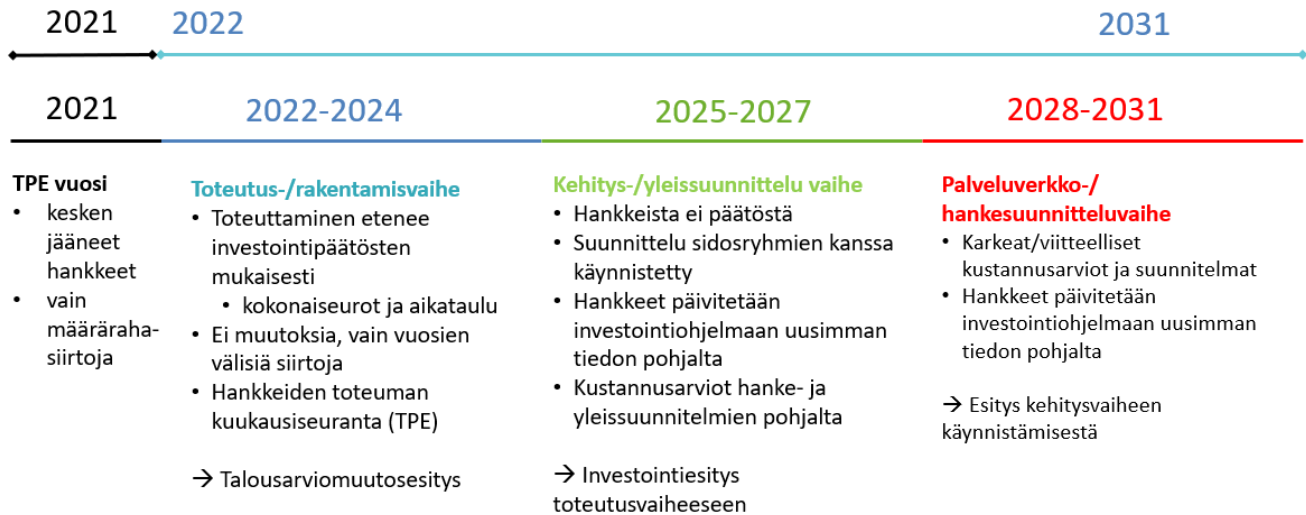 2021
2022
2031
2021
2022-2024
2025-2027
2028-2031
TPE vuosi
• kesken
jääneet
hankkeet
• vain
määräraha-
siirtoja
Toteutus-/rakentamisvaihe
• Toteuttaminen etenee
investointipäätösten
mukaisesti
• kokonaiseurot ja aikataulu
• Ei muutoksia, vain vuosien
välisiä siirtoja
• Hankkeiden toteuman
kuukausiseuranta (TPE)
→ Talousarviomuutosesitys
Kehitys-/yleissuunnittelu vaihe
• Hankkeista ei päätöstä
• Suunnittelu sidosryhmien kanssa
käynnistetty
• Hankkeet päivitetään
investointiohjelmaan uusimman
tiedon pohjalta
• Kustannusarviot hanke- ja
yleissuunnitelmien pohjalta
→ Investointiesitys
toteutusvaiheeseen
Palveluverkko-/
hankesuunnitteluvaihe
• Karkeat/viitteelliset
kustannusarviot ja suunnitelmat
• Hankkeet päivitetään
investointiohjelmaan uusimman
tiedon pohjalta
→ Esitys kehitysvaiheen
käynnistämisestä